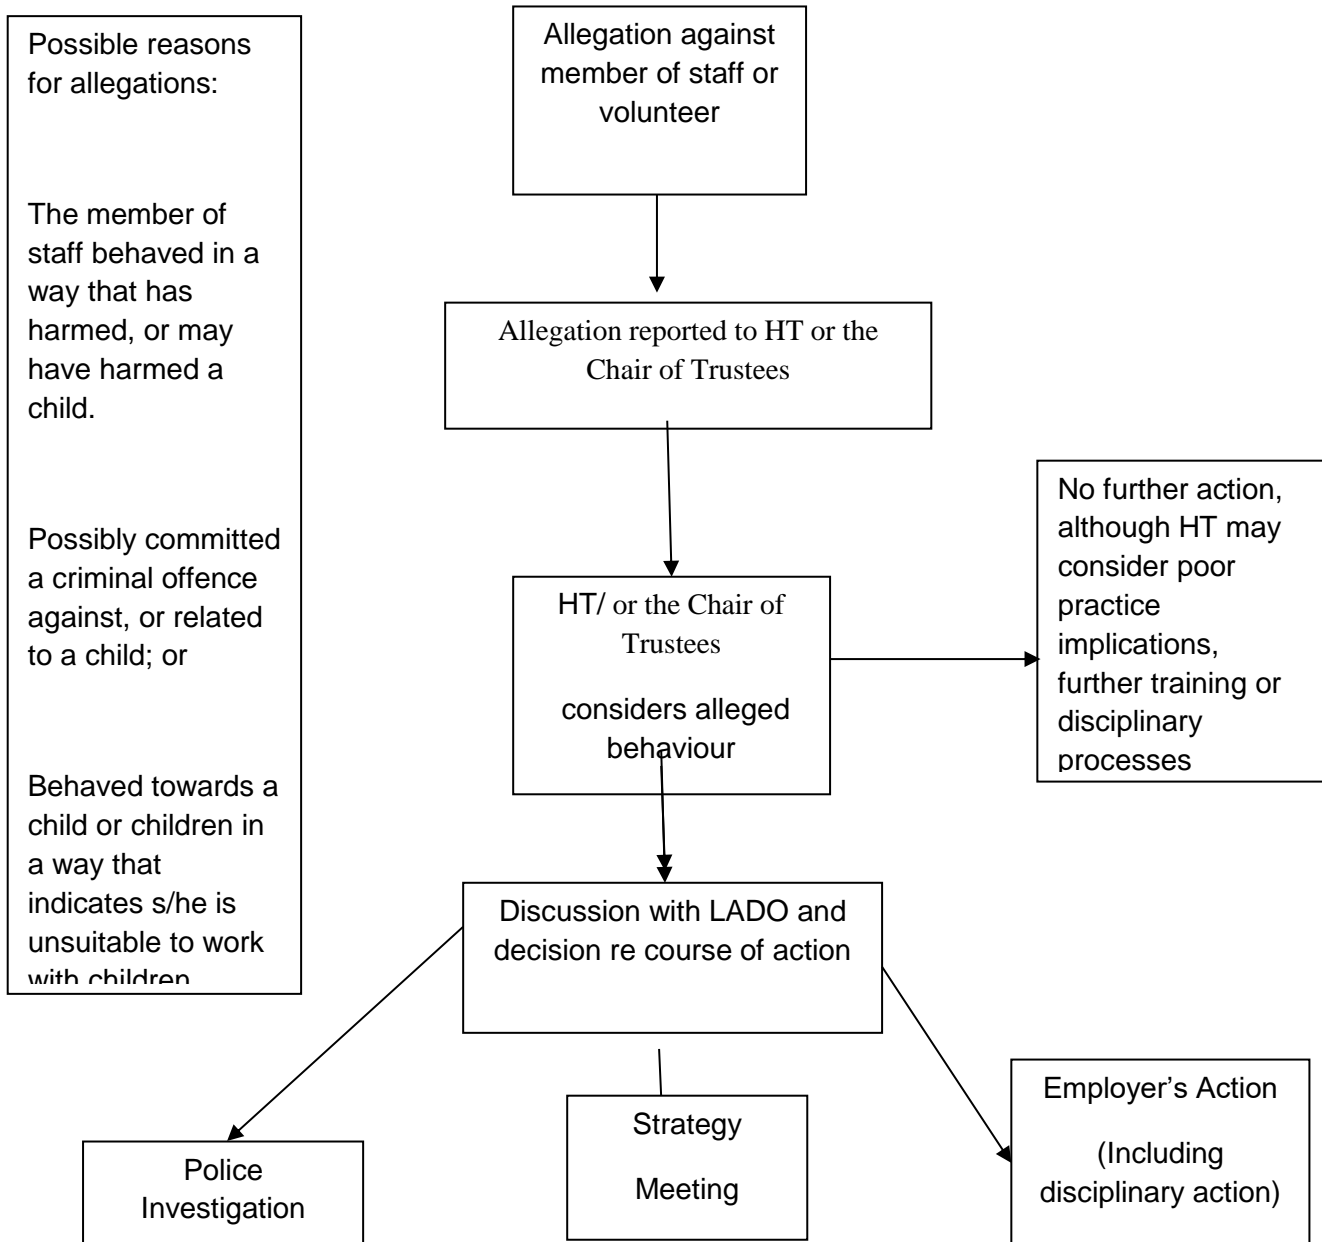 Possible reasons
for allegations:
The member of
staff behaved in a
way that has
harmed, or may
have harmed a
child.
Possibly committed
a criminal offence
against, or related
to a child; or
Behaved towards a
child or children in
a way that
indicates s/he is
unsuitable to work
with children
Allegation against
member of staff or
volunteer
Allegation reported to HT or the
Chair of Trustees
HT/ or the Chair of
Trustees
considers alleged
behaviour
No further action,
although HT may
consider poor
practice
implications,
further training or
disciplinary
processes
Discussion with LADO and
decision re course of action
Police
Investigation
Strategy
Meeting
Employer’s Action
(Including
disciplinary action)